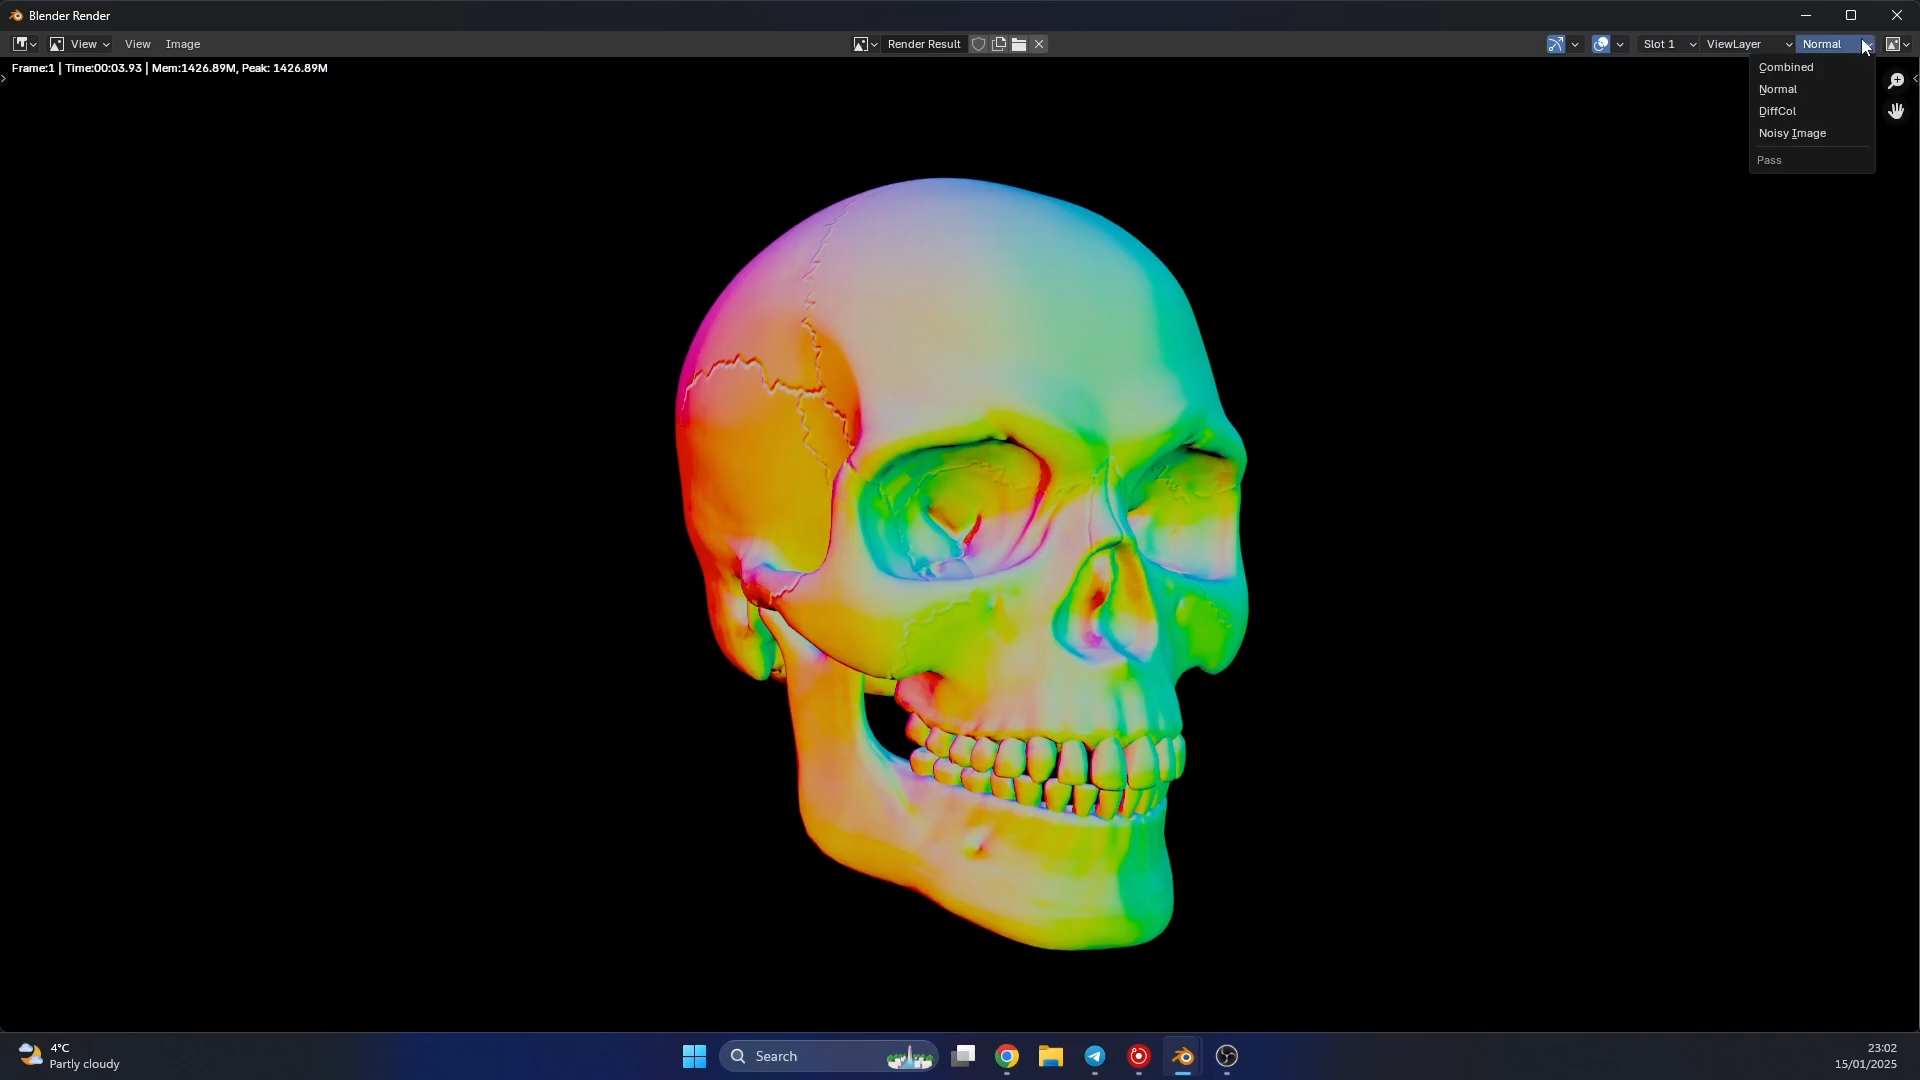 Blender Render
View View Image Render Result Slot 1 ViewLayer Normal
Frame:1 | Time:00:03.93 | Mem:1426.89M, Peak: 1426.89M
Combined
Normal
DiffCol
Noisy Image
Pass
4°C
Partly cloudy
Search
23:02
15/01/2025